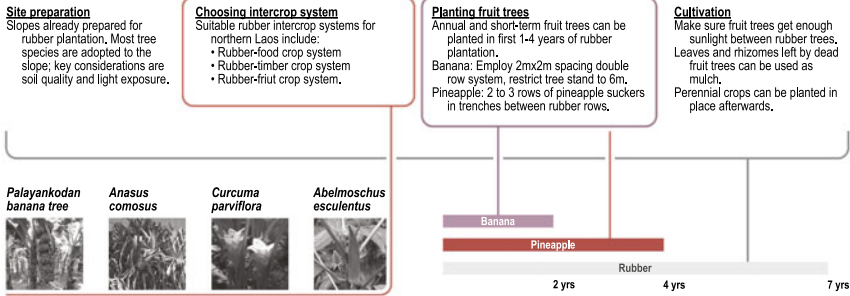 Site preparation
Slopes already prepared for
rubber plantation. Most tree
species are adopted to the
slope; key considerations are
soil quality and light exposure.
Choosing intercrop system
Suitable rubber intercrop systems for
northern Laos include:
• Rubber-food crop system
• Rubber-timber crop system
• Rubber-friut crop system.
Planting fruit trees
Annual and short-term fruit trees can be
planted in first 1-4 years of rubber
plantation.
Banana: Employ 2mx2m spacing double
row system, restrict tree stand to 6m.
Pineapple: 2 to 3 rows of pineapple suckers
in trenches between rubber rows.
Cultivation
Make sure fruit trees get enough
sunlight between rubber trees.
Leaves and rhizomes left by dead
fruit trees can be used as
mulch.
Perennial crops can be planted in
place afterwards.
Palayankodan
banana tree
Anasus
comosus
Curcuma
parviflora
Abelmoschus
esculentus
Banana
Pineapple
Rubber
2 yrs
4 yrs
7 yrs